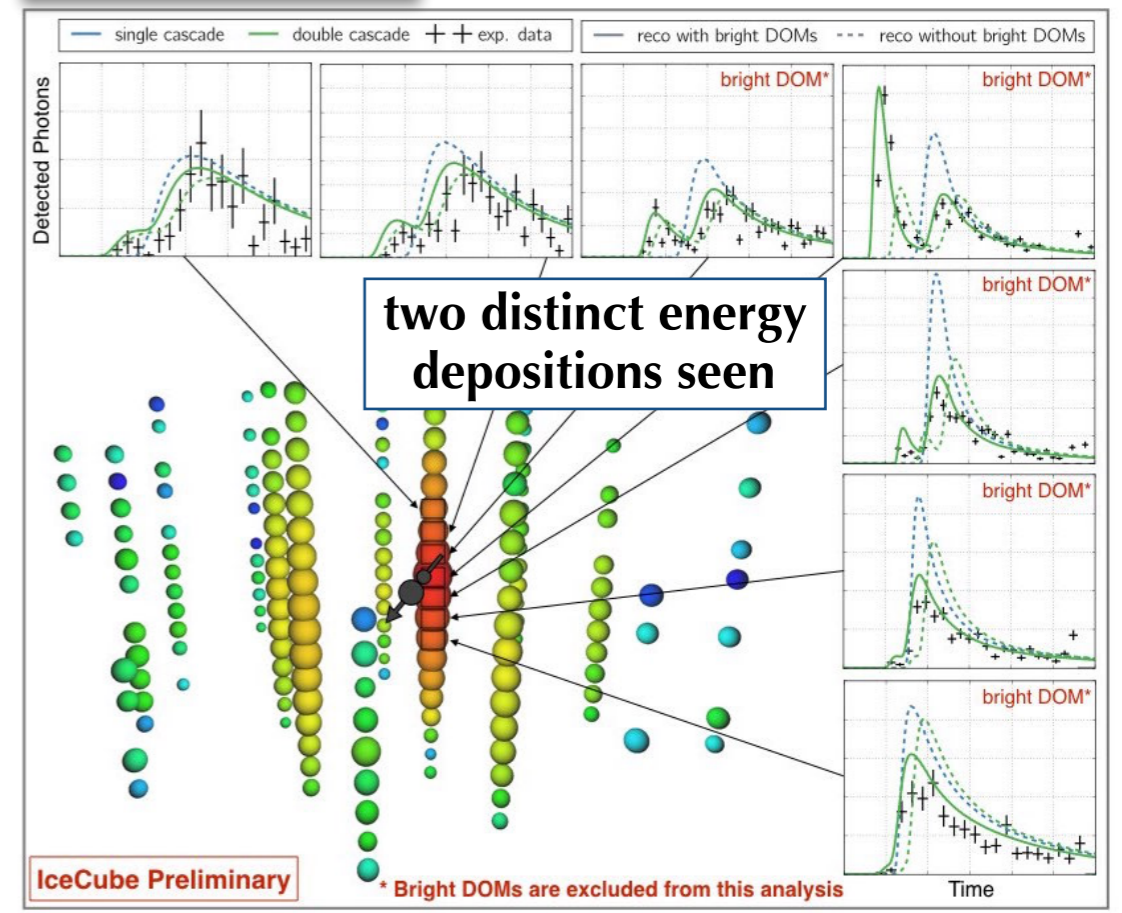 single cascade double cascade exp. data
reco with bright DOMs reco without bright DOMs
Detected Photons
bright DOM*
bright DOM*
two distinct energy
depositions seen
bright DOM*
bright DOM*
bright DOM*
IceCube Preliminary
* Bright DOMs are excluded from this analysis
Time